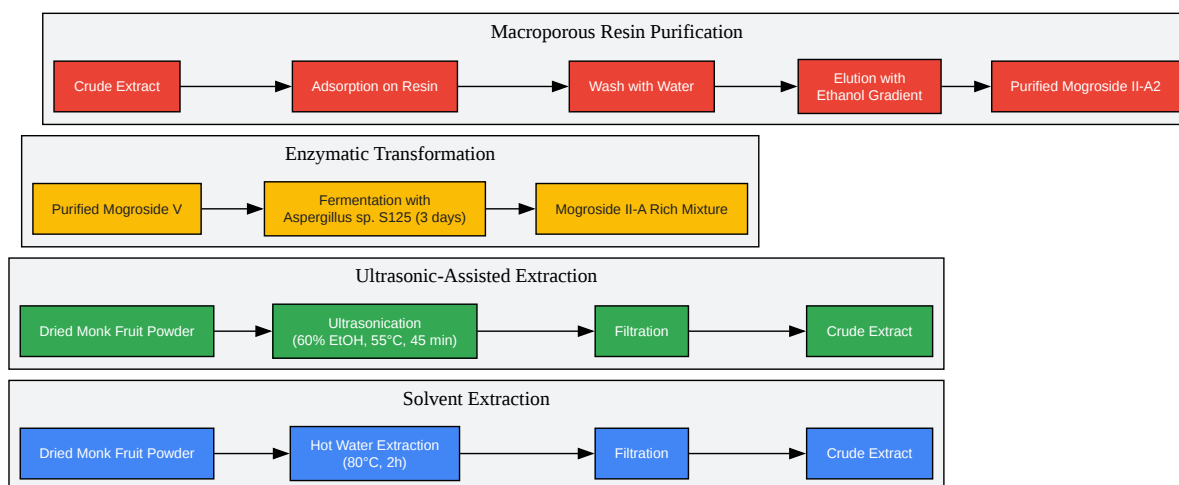 Macroporous Resin Purification
Crude Extract
Adsorption on Resin
Wash with Water
Elution with
Ethanol Gradient
Purified Mogroside II-A2
Enzymatic Transformation
Purified Mogroside V
Fermentation with
Aspergillus sp. S125 (3 days)
Mogroside II-A Rich Mixture
Ultrasonic-Assisted Extraction
Dried Monk Fruit Powder
Ultrasonication
(60% EtOH, 55°C, 45 min)
Filtration
Crude Extract
Solvent Extraction
Dried Monk Fruit Powder
Hot Water Extraction
(80°C, 2h)
Filtration
Crude Extract